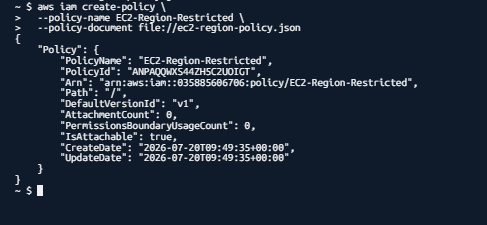 ~ $ aws iam create-policy \
>   --policy-name EC2-Region-Restricted \
>   --policy-document file://ec2-region-policy.json
{
    "Policy": {
        "PolicyName": "EC2-Region-Restricted",
        "PolicyId": "ANPAQQWXS44ZH5C2UOIGT",
        "Arn": "arn:aws:iam::035885606706:policy/EC2-Region-Restricted",
        "Path": "/",
        "DefaultVersionId": "v1",
        "AttachmentCount": 0,
        "PermissionsBoundaryUsageCount": 0,
        "IsAttachable": true,
        "CreateDate": "2026-07-20T09:49:35+00:00",
        "UpdateDate": "2026-07-20T09:49:35+00:00"
    }
}
~ $